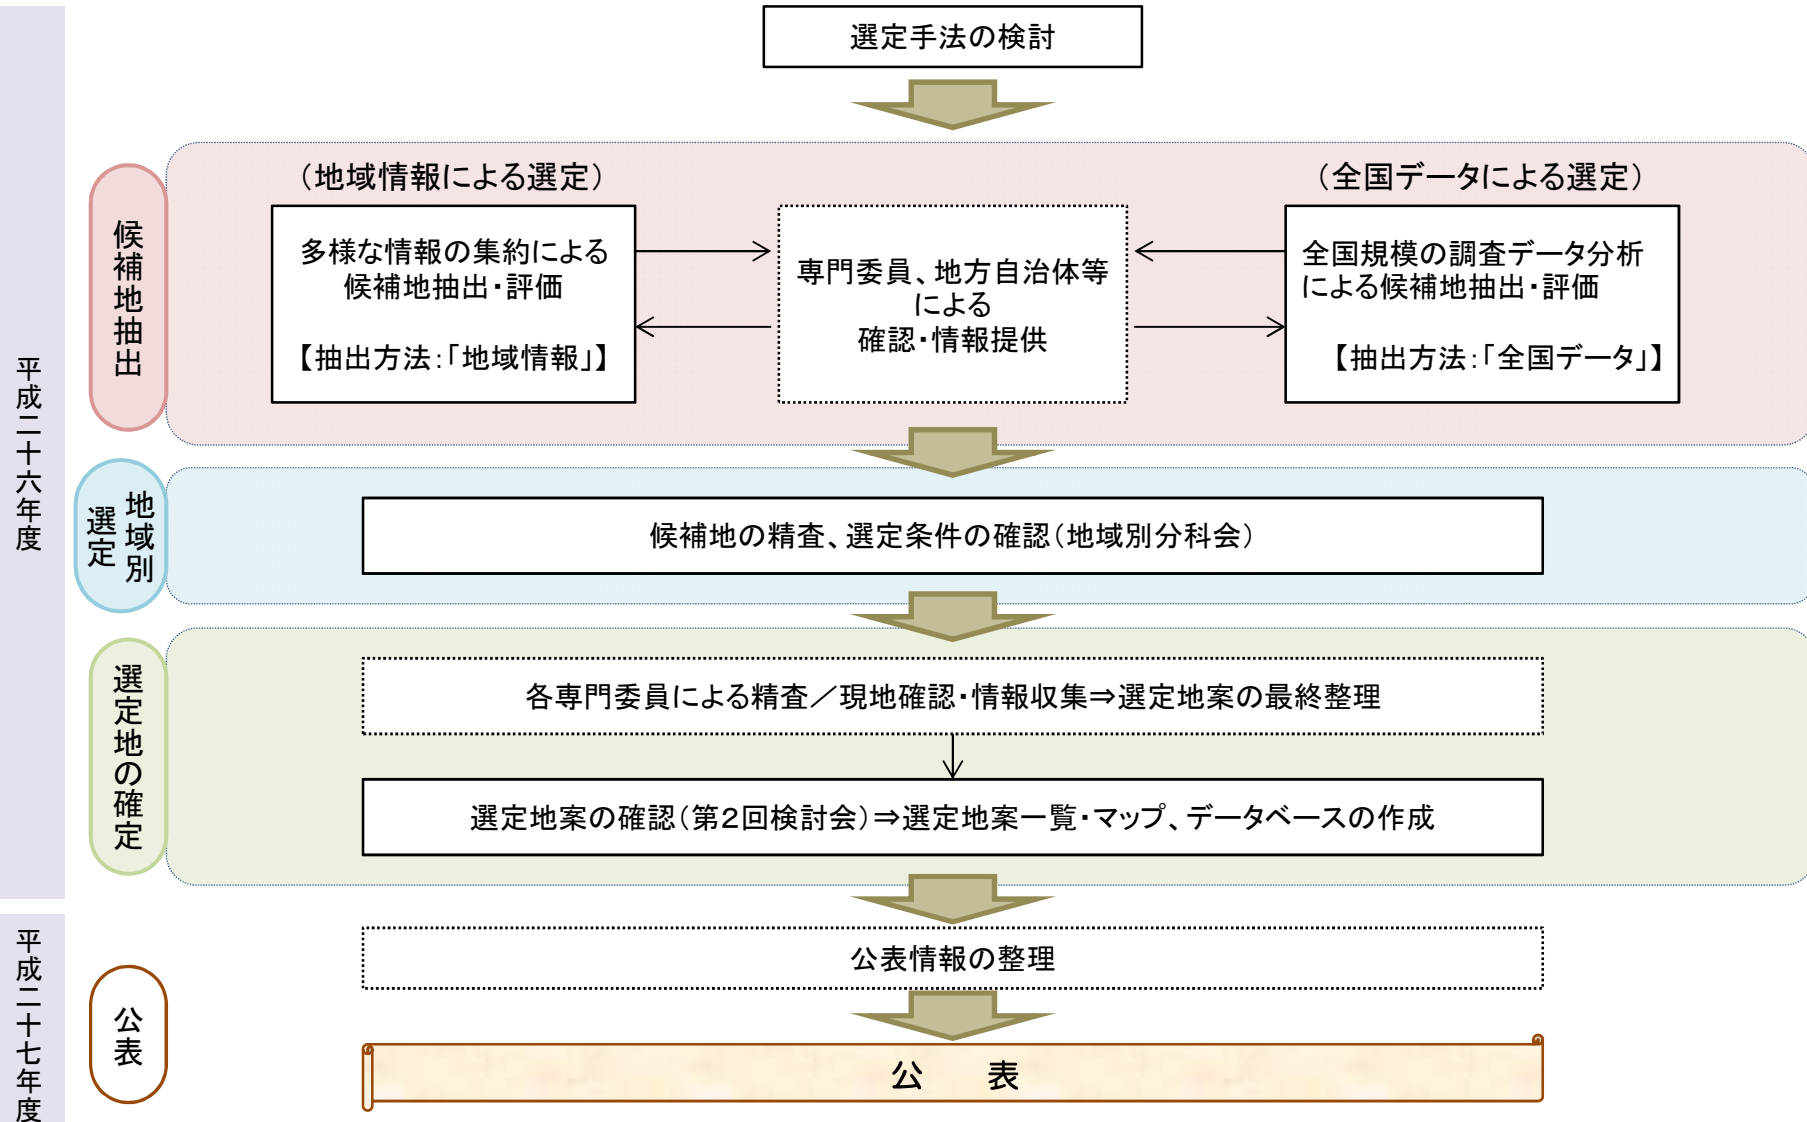 平成二十六年度
選定手法の検討
候補地抽出
（地域情報による選定）
多様な情報の集約による
候補地抽出・評価
【抽出方法：「地域情報」】
専門委員、地方自治体等
による
確認・情報提供
（全国データによる選定）
全国規模の調査データ分析
による候補地抽出・評価
【抽出方法：「全国データ」】
地域別
選定
候補地の精査、選定条件の確認（地域別分科会）
選定地の確定
各専門委員による精査／現地確認・情報収集⇒選定地案の最終整理
選定地案の確認（第２回検討会）⇒選定地案一覧・マップ、データベースの作成
平成二十七年度
公表
公表情報の整理
公　表